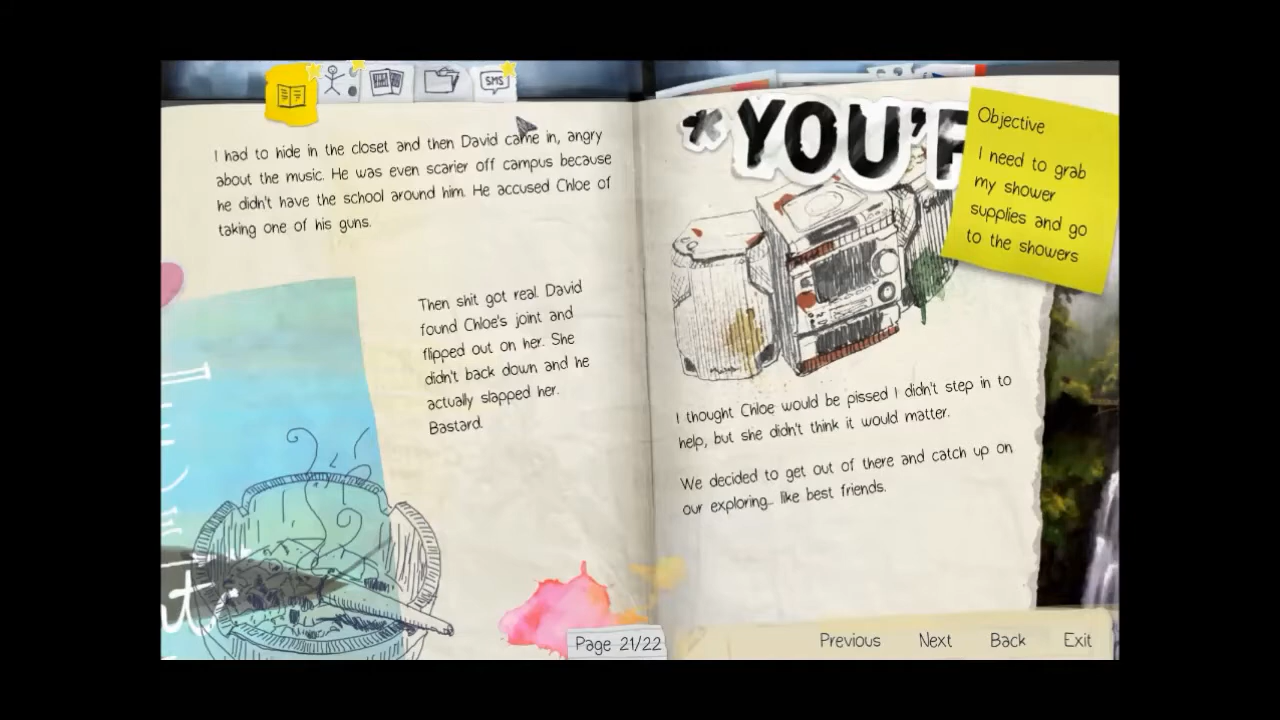 SMS
I had to hide in the closet and then David came in, angry
about the music. He was even scarier off campus because
he didn't have the school around him. He accused Chloe of
taking one of his guns.
Then shit got real. David
found Chloe's joint and
flipped out on her. She
didn't back down and he
actually slapped her.
Bastard.
*YOU'R
Objective
I need to grab
my shower
supplies and go
to the showers
I thought Chloe would be pissed I didn't step in to
help, but she didn't think it would matter.
We decided to get out of there and catch up on
our exploring... like best friends.
Page 21/22
Previous Next Back Exit